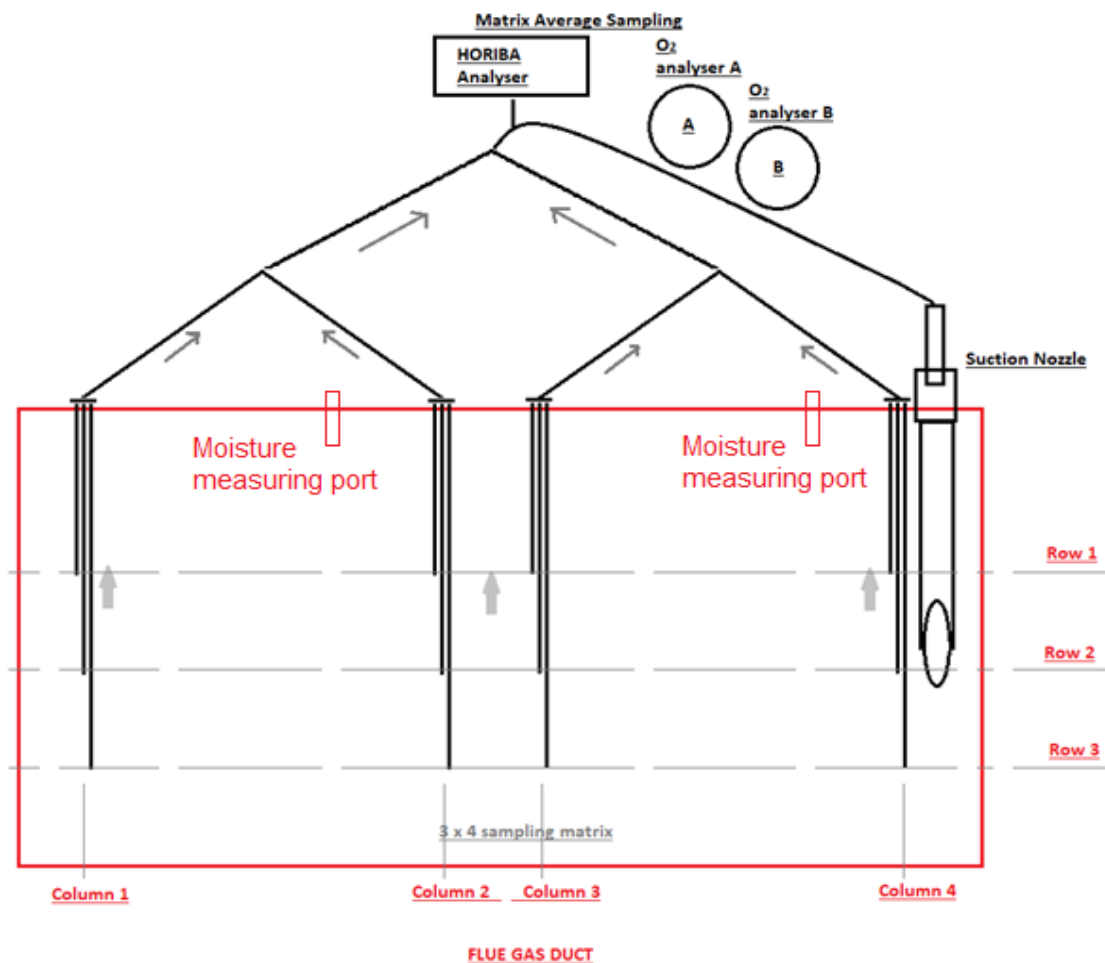 Matrix Average Sampling
HORIBA
Analyser
O₂
analyser A
O₂
analyser B
A
B
Suction Nozzle
Moisture
measuring port
Moisture
measuring port
Row 1
Row 2
Row 3
3 x 4 sampling matrix
Column 1
Column 2
Column 3
Column 4
FLUE GAS DUCT